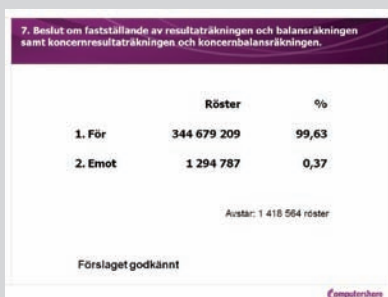 7. Beslut om fastställande av resultaträkningen och balansräkningen
samt koncernresultaträkningen och koncernbalansräkningen.
Röster %
1. För 344 679 209 99,63
2. Emot 1 294 787 0,37
Avstår: 1 418 564 röster
Förslaget godkännt
Computershare